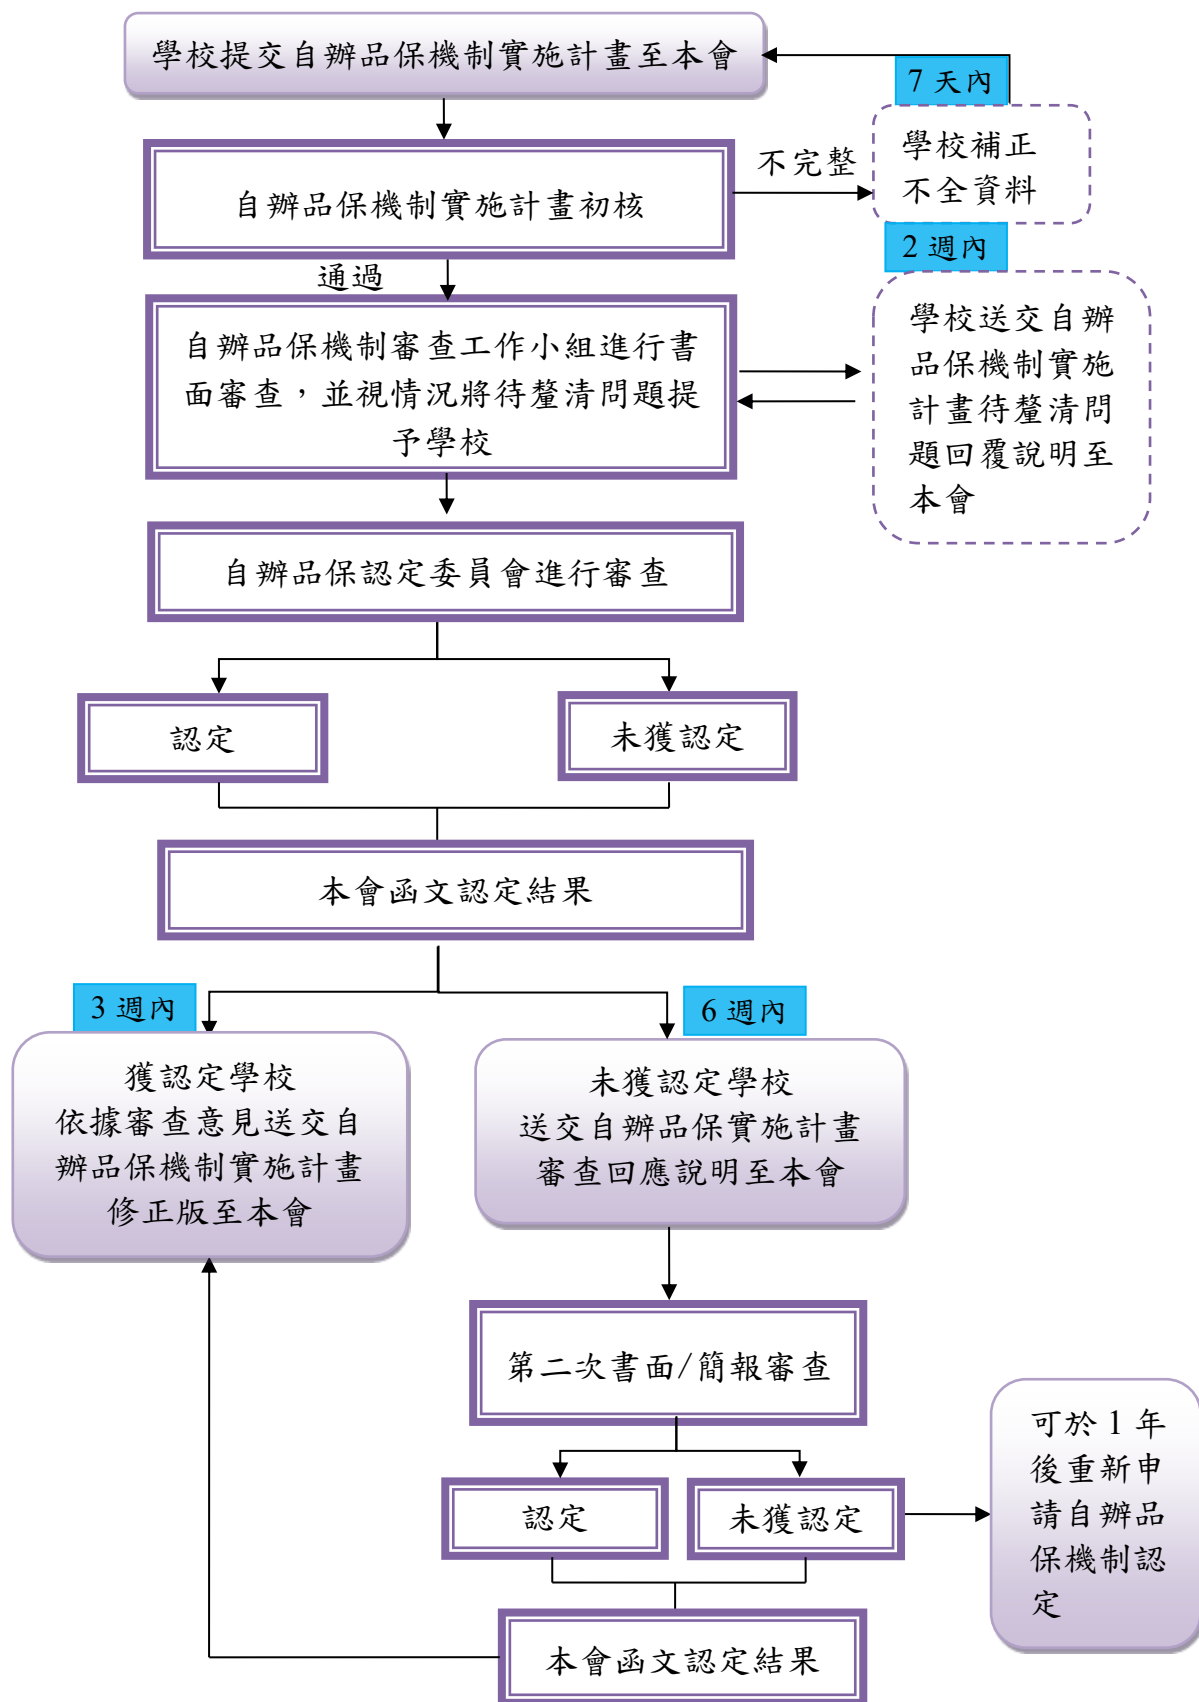 學校提交自辦品保機制實施計畫至本會
7 天內
學校補正
不全資料
不完整
自辦品保機制實施計畫初核
2 週內
通過
自辦品保機制審查工作小組進行書
面審查，並視情況將待釐清問題提
予學校
學校送交自辦
品保機制實施
計畫待釐清問
題回覆說明至
本會
自辦品保認定委員會進行審查
認定
未獲認定
本會函文認定結果
3 週內
6 週內
獲認定學校
依據審查意見送交自
辦品保機制實施計畫
修正版至本會
未獲認定學校
送交自辦品保實施計畫
審查回應說明至本會
第二次書面/簡報審查
認定
未獲認定
可於 1 年
後重新申
請自辦品
保機制認
定
本會函文認定結果